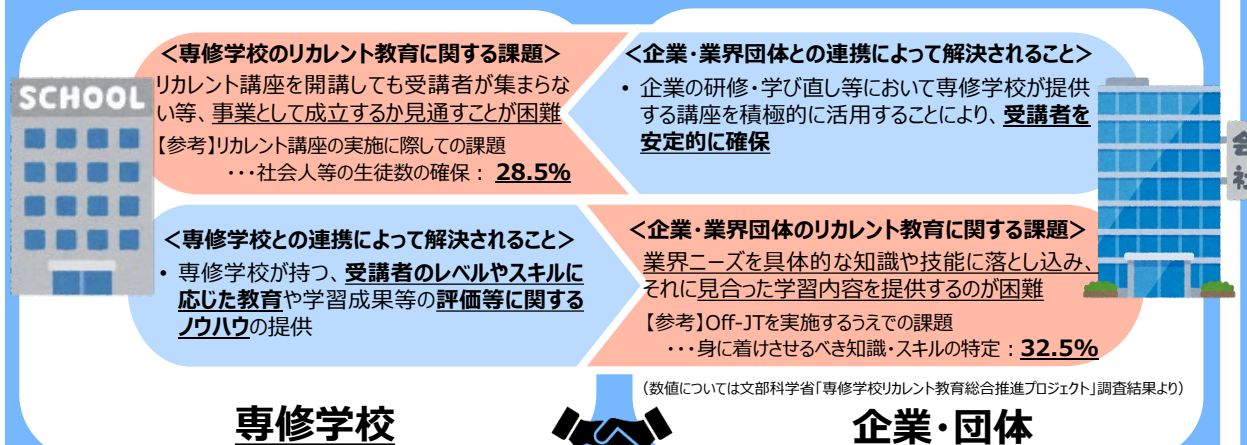 SCHOOL
<専修学校のリカレント教育に関する課題>
リカレント講座を開講しても受講者が集まらな
い等、事業として成立するか見通すことが困難
【参考】リカレント講座の実施に際しての課題
・・・社会人等の生徒数の確保: 28.5%
<企業・業界団体との連携によって解決されること>
• 企業の研修・学び直し等において専修学校が提供
する講座を積極的に活用することにより、受講者を
安定的に確保
会社
<専修学校との連携によって解決されること>
• 専修学校が持つ、受講者のレベルやスキルに
応じた教育や学習成果等の評価等に関する
ノウハウの提供
<企業・業界団体のリカレント教育に関する課題>
業界ニーズを具体的な知識や技能に落とし込み、
それに見合った学習内容を提供するのが困難
【参考】Off-JTを実施するうえでの課題
・・・身に着けさせるべき知識・スキルの特定:32.5%
(数値については文部科学省「専修学校リカレント教育総合推進プロジェクト」調査結果より)
専修学校
企業・団体